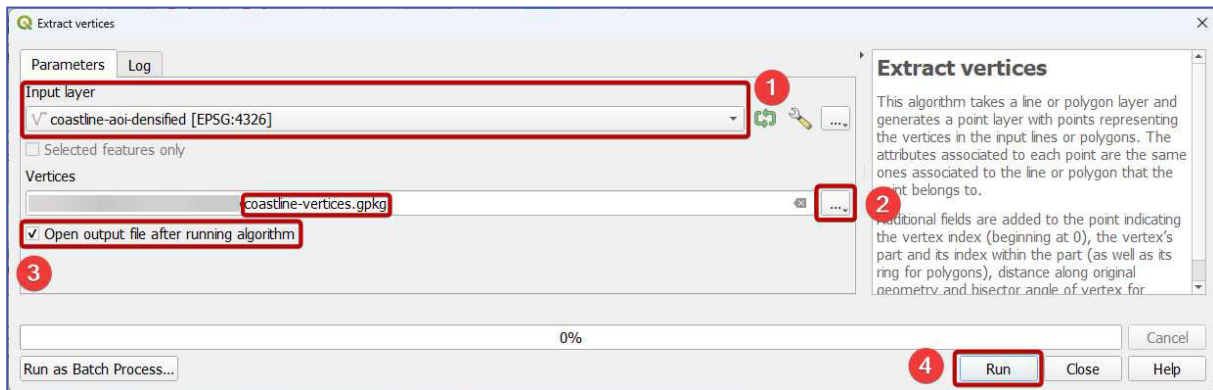 Extract vertices
Parameters Log
Input layer
coastline-aoi-densified [EPSG:4326]
1
...
Selected features only
Vertices
coastline-vertices.gpkg
...
2
Open output file after running algorithm
3
Extract vertices
This algorithm takes a line or polygon layer and
generates a point layer with points representing
the vertices in the input lines or polygons. The
attributes associated to each point are the same
ones associated to the line or polygon that the
point belongs to.
Additional fields are added to the point indicating
the vertex index (beginning at 0), the vertex's
part and its index within the part (as well as its
ring for polygons), distance along original
geometry and bisector angle of vertex for
0%
Cancel
Run as Batch Process...
4
Run Close Help